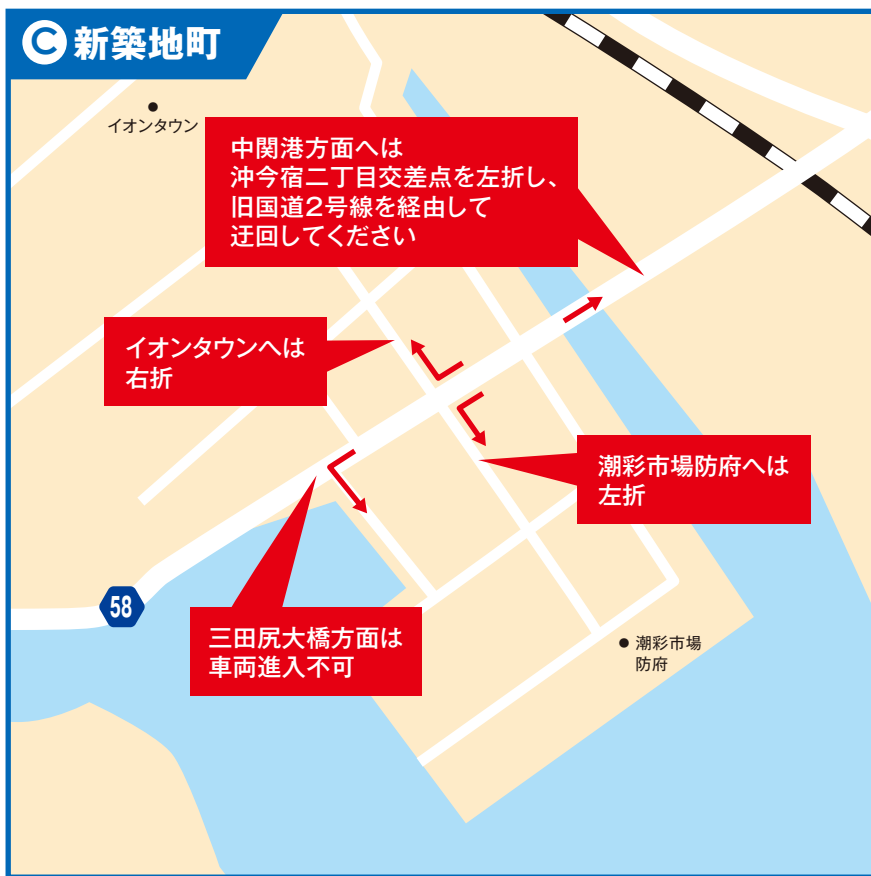 C 新築地町
イオンタウン
中関港方面へは
沖今宿二丁目交差点を左折し、
旧国道2号線を経由して
迂回してください
イオンタウンへは
右折
潮彩市場防府へは
左折
58
三田尻大橋方面は
車両進入不可
潮彩市場
防府